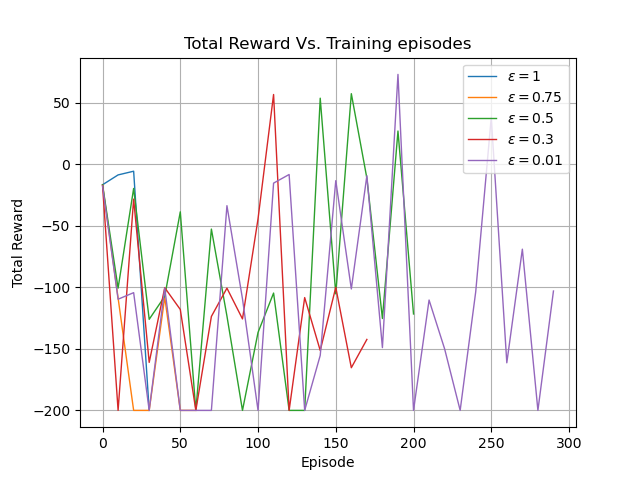 Total Reward Vs. Training episodes
Total Reward
50
0
−50
−100
−150
−200
0
50
100
150
200
250
300
Episode
ε = 1
ε = 0.75
ε = 0.5
ε = 0.3
ε = 0.01